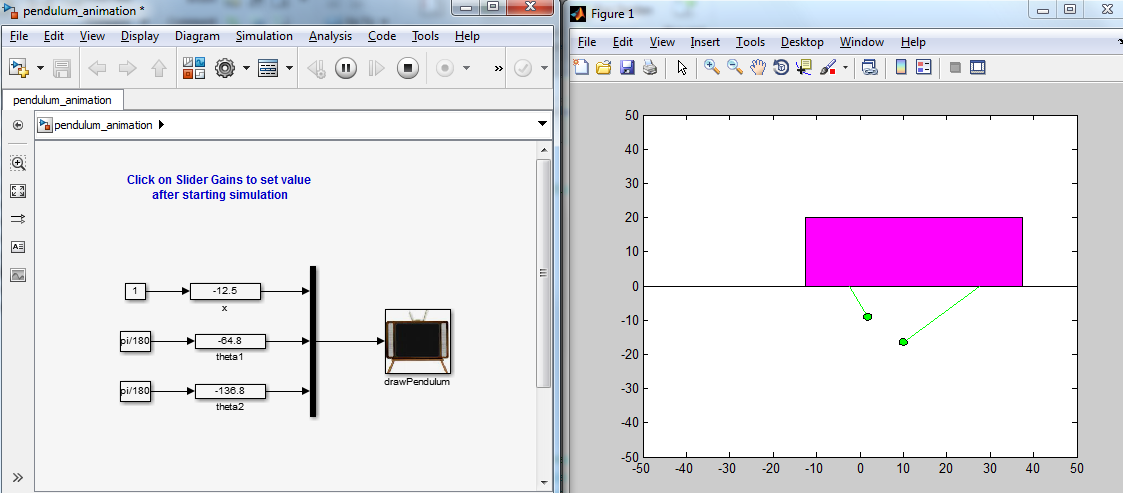 pendulum_animation *
File Edit View Display Diagram Simulation Analysis Code Tools Help
»
pendulum_animation
pendulum_animation
Click on Slider Gains to set value
after starting simulation
1
-12.5
x
pi/180
-64.8
theta1
pi/180
-136.8
theta2
drawPendulum
»
Figure 1
File Edit View Insert Tools Desktop Window Help
50
40
30
20
10
0
-10
-20
-30
-40
-50
-50 -40 -30 -20 -10 0 10 20 30 40 50